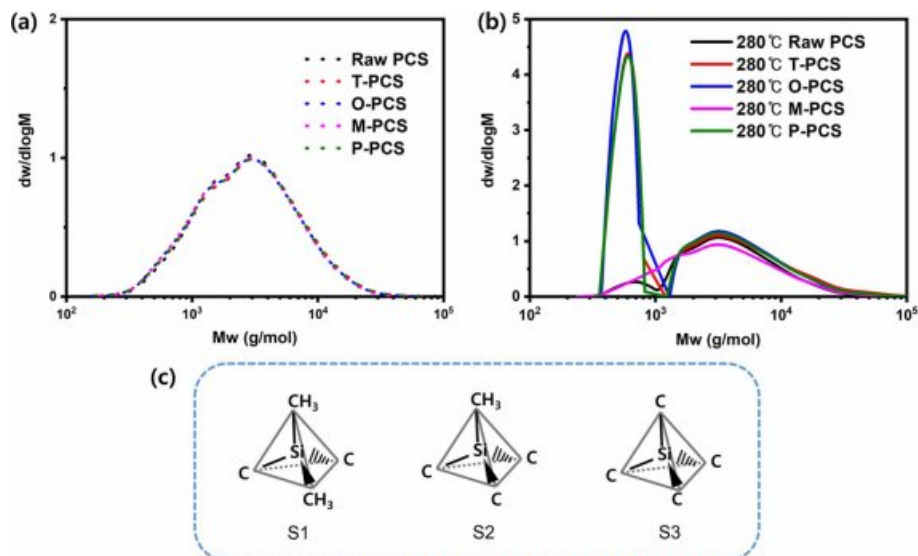 (a)
2
1
0
dw/dlogM
Raw PCS
T-PCS
O-PCS
M-PCS
P-PCS
10² 10³ 10⁴ 10⁵
Mw (g/mol)
(b)
5
4
3
2
1
0
dw/dlogM
280℃ Raw PCS
280℃ T-PCS
280℃ O-PCS
280℃ M-PCS
280℃ P-PCS
10² 10³ 10⁴ 10⁵
Mw (g/mol)
(c)
CH₃
Si
C C
CH₃
S1
CH₃
Si
C C
C
S2
C
Si
C C
C
S3